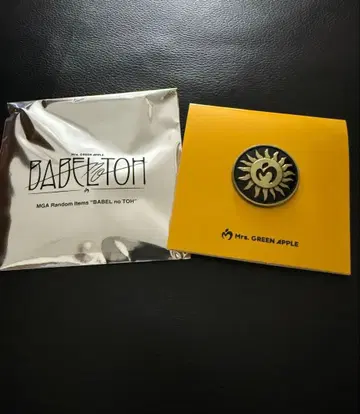 Mrs. GREEN APPLE
BABEL no TOH
MGA Random Items "BABEL no TOH"
Mrs. GREEN APPLE